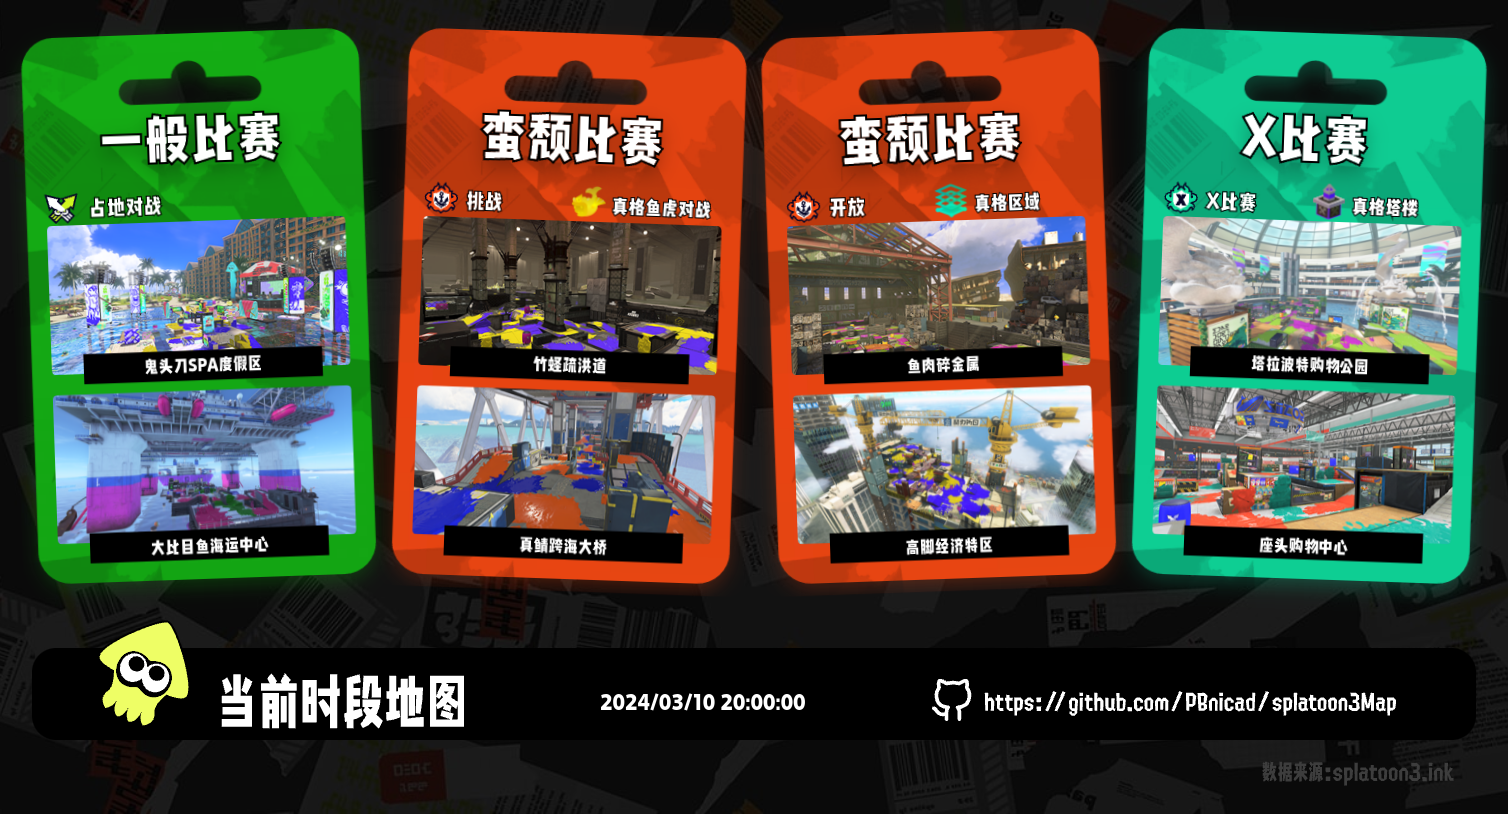 一般比赛
占地对战
鬼头刀SPA度假区
大比目鱼海运中心
蛮颓比赛
挑战
真格鱼虎对战
竹蛏疏洪道
真鲷跨海大桥
蛮颓比赛
开放
真格区域
鱼肉碎金属
高脚经济特区
X比赛
X比赛
真格塔楼
塔拉波特购物公园
座头购物中心
当前时段地图
2024/03/10 20:00:00
https://github.com/PBnicad/splatoon3Map
数据来源:splatoon3.ink